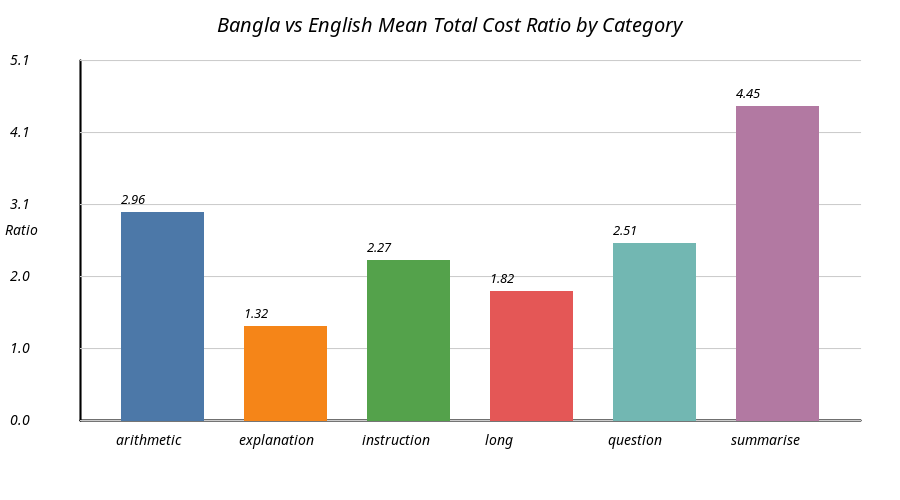 Bangla vs English Mean Total Cost Ratio by Category
5.1
4.1
3.1
Ratio
2.0
1.0
0.0
2.96
1.32
2.27
1.82
2.51
4.45
arithmetic
explanation
instruction
long
question
summarise